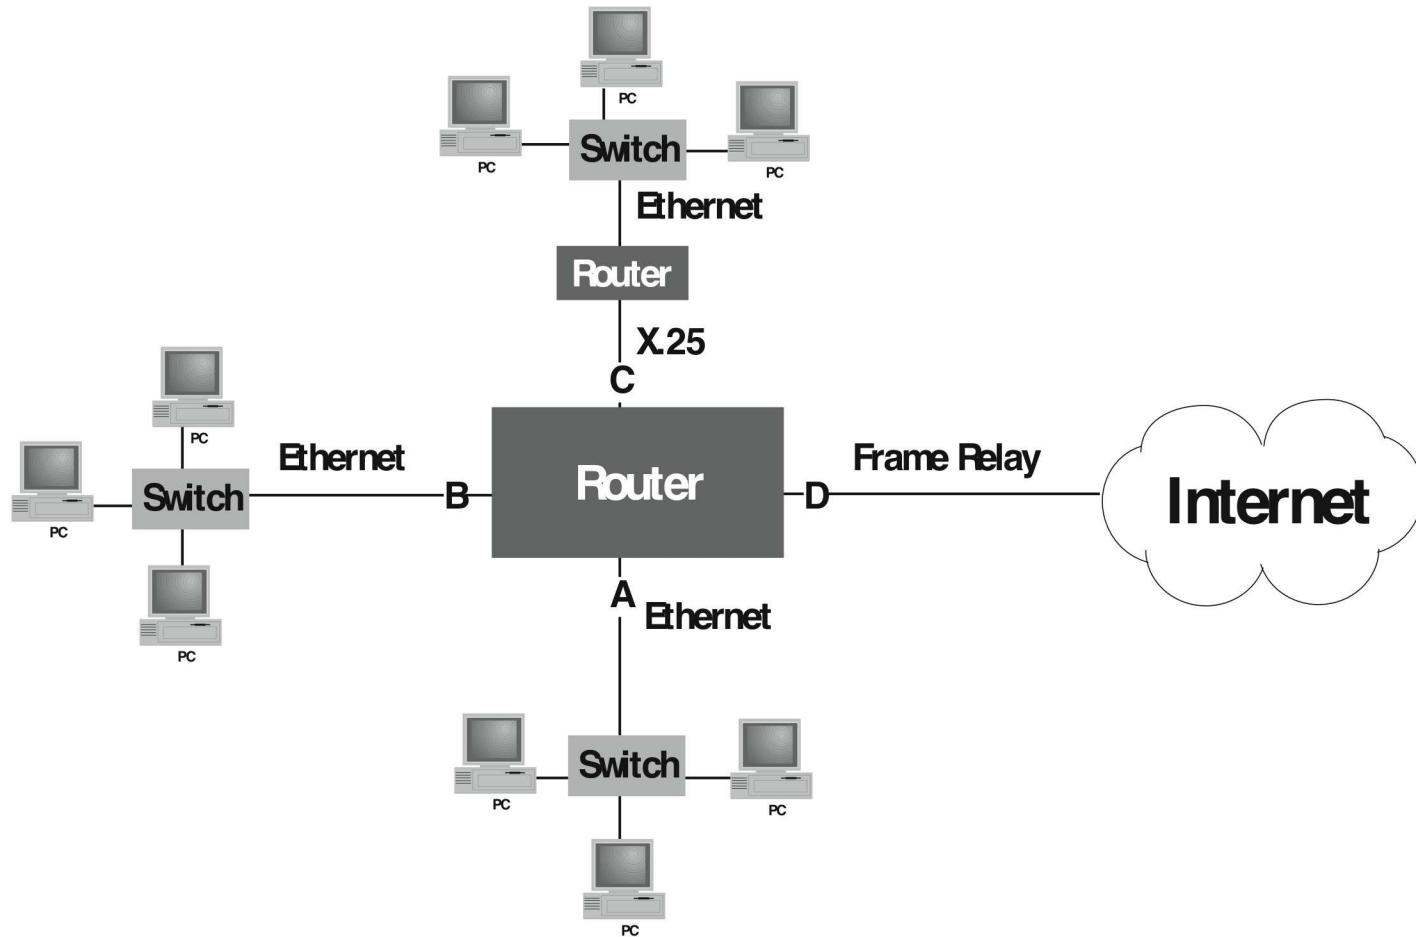 PC
PC
Switch
PC
Ethernet
Router
X.25
C
PC
Ethernet
Frame Relay
Router
Internet
Switch
B
D
PC
A
Ethernet
PC
Switch
PC
PC
PC